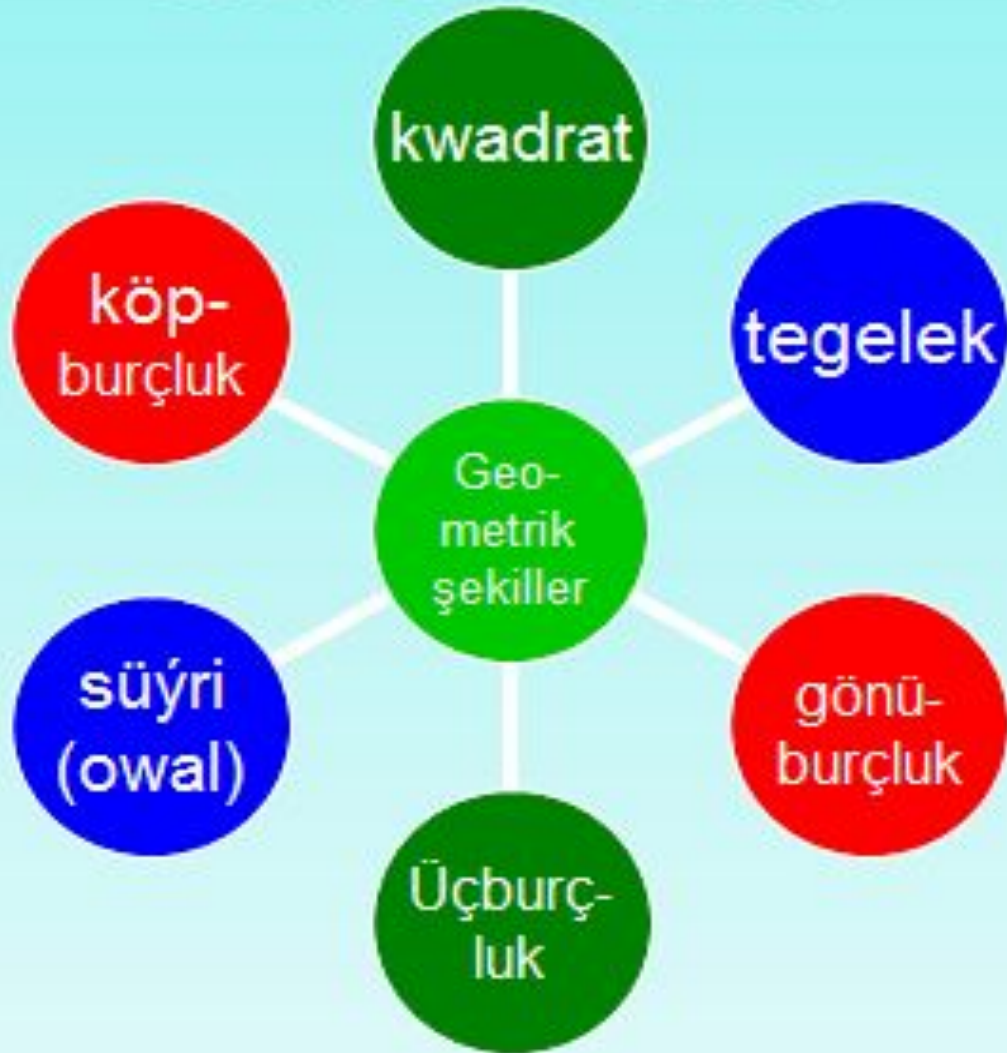 kwadrat
köp-
burçluk
tegelek
Geo-
metrik
şekiller
süýri
(owal)
gönü-
burçluk
Üçburç-
luk